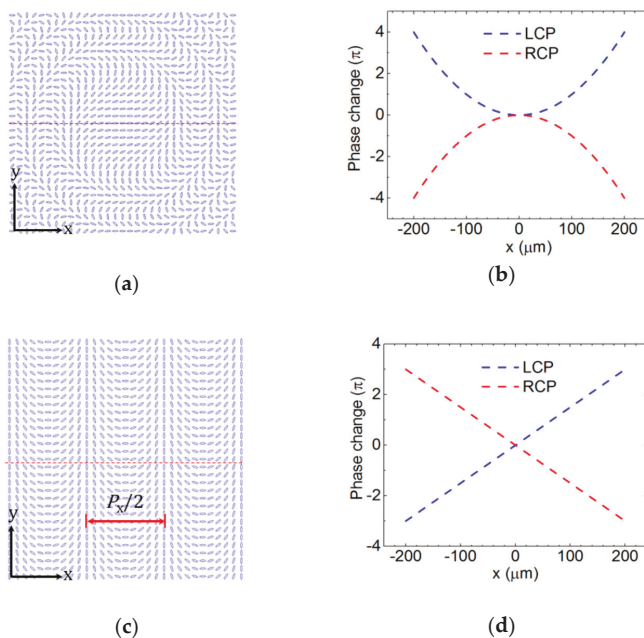 y
x
(a)
4
2
0
-2
-4
Phase change (π)
LCP
RCP
-200 -100 0 100 200
x (μm)
(b)
Px/2
y
x
(c)
4
2
0
-2
-4
Phase change (π)
LCP
RCP
-200 -100 0 100 200
x (μm)
(d)